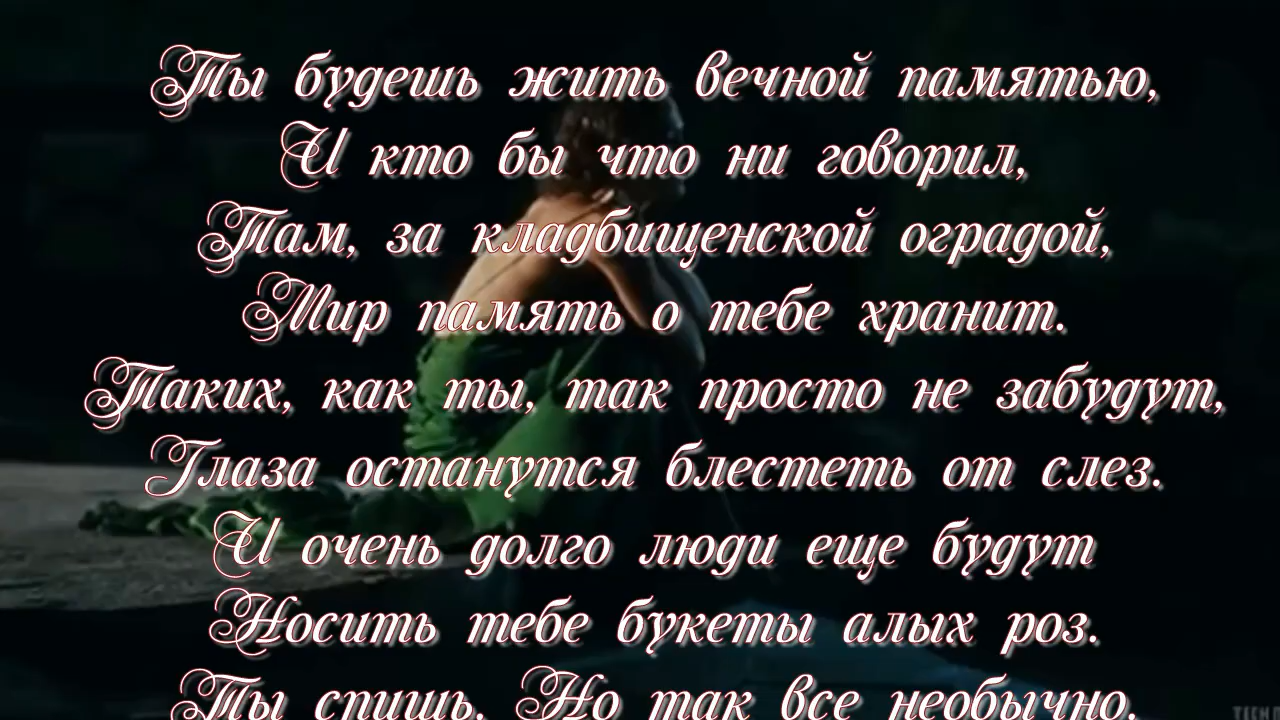 Ты будешь жить вечной памятью,
И кто бы что ни говорил,
Там, за кладбищенской оградой,
Мир память о тебе хранит.
Таких, как ты, так просто не забудут,
Глаза останутся блестеть от слез.
И очень долго люди еще будут
Носить тебе букеты алых роз.
Ты спишь. Но так все необычно.